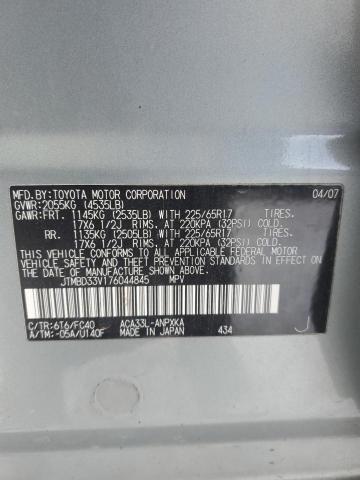 MFD.BY:TOYOTA MOTOR CORPORATION 04/07
GVWR:2055KG (4535LB)
GAWR:FRT. 1145KG (2535LB) WITH 225/65R17 TIRES.
17X6 1/2J RIMS, AT 220KPA (32PSI) COLD.
RR. 1135KG (2505LB) WITH 225/65R17 TIRES.
17X6 1/2J RIMS, AT 220KPA (32PSI) COLD.
THIS VEHICLE CONFORMS TO ALL APPLICABLE FEDERAL MOTOR
VEHICLE SAFETY, BUMPER, AND THEFT PREVENTION STANDARDS
IN EFFECT ON THE DATE OF MANUFACTURE SHOWN ABOVE.
JTMBD33V176044845 MPV
C/TR:6T6/FC40 ACA33L-ANPXKA
A/TM:-05A/U140F MADE IN JAPAN 434
J